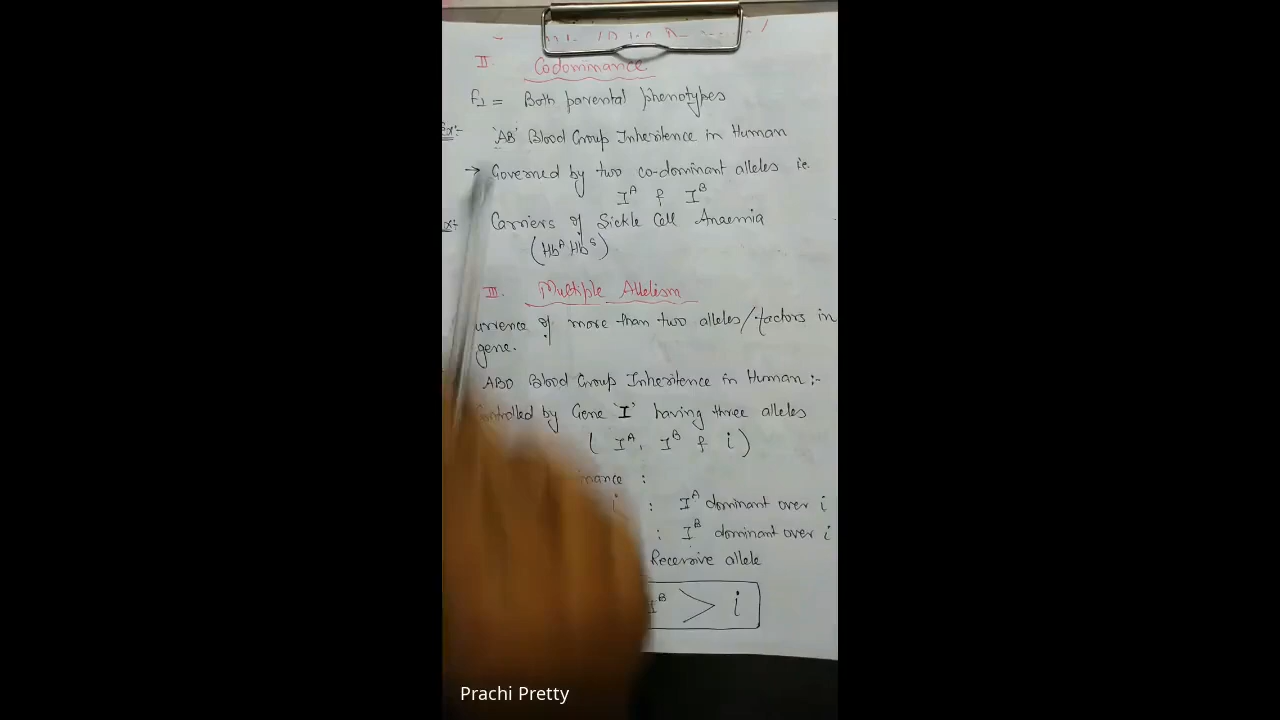 II. Codominance
F1 = Both parental phenotypes
Ex:- 'AB' Blood Group Inheritence in Human
→ Governed by two co-dominant alleles i.e.
I^A & I^B
Carriers of Sickle Cell Anaemia
(Hb^A Hb^S)
III. Multiple Allelism
urrence of more than two alleles/factors in
gene.
ABO Blood Group Inheritence in Human :-
ntrolled by Gene 'I' having three alleles
( I^A, I^B & i )
inance :
i : I^A dominant over i
: I^B dominant over i
Recessive allele
I^B > i
Prachi Pretty